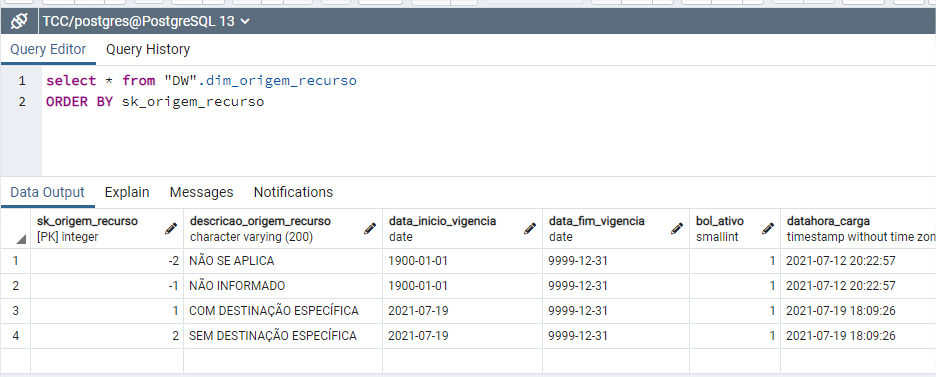 TCC/postgres@PostgreSQL 13
Query Editor Query History
1 select * from "DW".dim_origem_recurso
2 ORDER BY sk_origem_recurso
Data Output Explain Messages Notifications
sk_origem_recurso descricao_origem_recurso data_inicio_vigencia data_fim_vigencia bol_ativo datahora_carga
[PK] integer character varying (200) date date smallint timestamp without time zon
1 -2 NÃO SE APLICA 1900-01-01 9999-12-31 1 2021-07-12 20:22:57
2 -1 NÃO INFORMADO 1900-01-01 9999-12-31 1 2021-07-12 20:22:57
3 1 COM DESTINAÇÃO ESPECÍFICA 2021-07-19 9999-12-31 1 2021-07-19 18:09:26
4 2 SEM DESTINAÇÃO ESPECÍFICA 2021-07-19 9999-12-31 1 2021-07-19 18:09:26